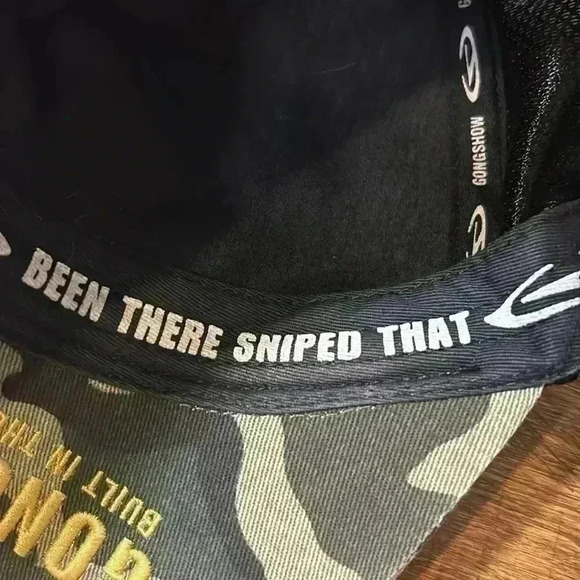 GONGSHOW
BEEN THERE SNIPED THAT
BUILT IN THE